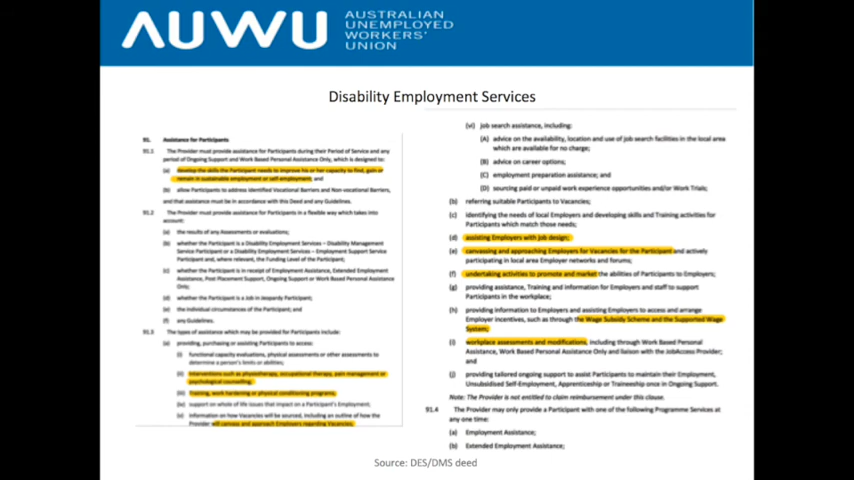 AUWU
AUSTRALIAN
UNEMPLOYED
WORKERS'
UNION
Disability Employment Services
91. Assistance for Participants
91.1 The Provider must provide assistance for Participants during their Period of Service and any
period of Ongoing Support and Work Based Personal Assistance Only, which is designed to:
(a) develop the skills the Participant needs to improve his or her capacity to find, gain or
remain in sustainable employment or self-employment; and
(b) allow Participants to address identified Vocational Barriers and Non-vocational Barriers,
and that assistance must be in accordance with this Deed and any Guidelines.
91.2 The Provider must provide assistance for Participants in a flexible way which takes into
account:
(a) the results of any Assessments or evaluations;
(b) whether the Participant is a Disability Employment Services – Disability Management
Service Participant or a Disability Employment Services – Employment Support Service
Participant and, where relevant, the Funding Level of the Participant;
(c) whether the Participant is in receipt of Employment Assistance, Extended Employment
Assistance, Post Placement Support, Ongoing Support or Work Based Personal Assistance
Only;
(d) whether the Participant is a Job in Jeopardy Participant;
(e) the individual circumstances of the Participant; and
(f) any Guidelines.
91.3 The types of assistance which may be provided for Participants include:
(a) providing, purchasing or assisting Participants to access:
(i) functional capacity evaluations, physical assessments or other assessments to
determine a person's limits or abilities;
(ii) interventions such as physiotherapy, occupational therapy, pain management or
psychological counselling;
(iii) Training, work hardening or physical conditioning programs;
(iv) support on whole of life issues that impact on a Participant's Employment;
(v) information on how Vacancies will be sourced, including an outline of how the
Provider will canvass and approach Employers regarding Vacancies;
(vi) job search assistance, including:
(A) advice on the availability, location and use of job search facilities in the local area
which are available for no charge;
(B) advice on career options;
(C) employment preparation assistance; and
(D) sourcing paid or unpaid work experience opportunities and/or Work Trials;
(b) referring suitable Participants to Vacancies;
(c) identifying the needs of local Employers and developing skills and Training activities for
Participants which match those needs;
(d) assisting Employers with job design;
(e) canvassing and approaching Employers for Vacancies for the Participant and actively
participating in local area Employer networks and forums;
(f) undertaking activities to promote and market the abilities of Participants to Employers;
(g) providing assistance, Training and information for Employers and staff to support
Participants in the workplace;
(h) providing information to Employers and assisting Employers to access and arrange
Employer incentives, such as through the Wage Subsidy Scheme and the Supported Wage
System;
(i) workplace assessments and modifications, including through Work Based Personal
Assistance, Work Based Personal Assistance Only and liaison with the JobAccess Provider;
and
(j) providing tailored ongoing support to assist Participants to maintain their Employment,
Unsubsidised Self-Employment, Apprenticeship or Traineeship once in Ongoing Support.
Note: The Provider is not entitled to claim reimbursement under this clause.
91.4 The Provider may only provide a Participant with one of the following Programme Services at
any one time:
(a) Employment Assistance;
(b) Extended Employment Assistance;
Source: DES/DMS deed